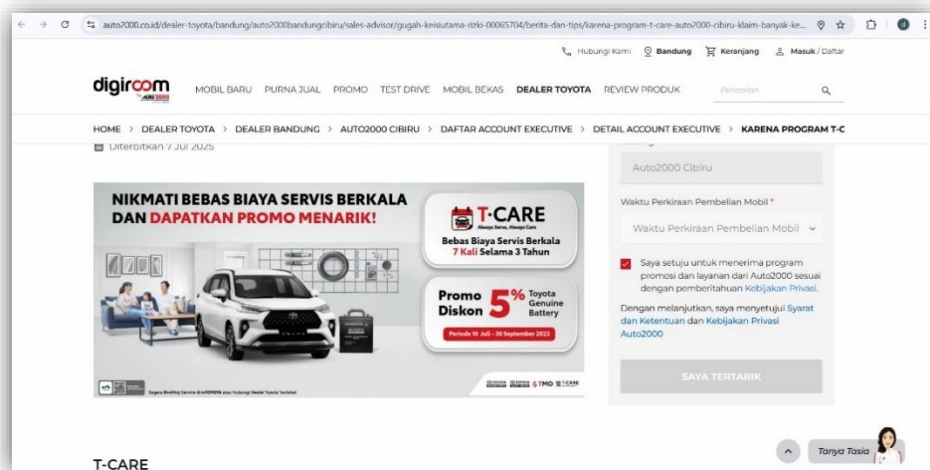 auto2000.co.id/dealer-toyota/bandung/auto2000bandungcibiru/sales-advisor/gugah-keisiutama-rizki-00065704/berita-dan-tips/karena-program-t-care-auto2000-cibiru-klaim-banyak-ke...
Hubungi Kami Bandung Keranjang Masuk / Daftar
digiroom
by AUTO 2000
MOBIL BARU PURNA JUAL PROMO TEST DRIVE MOBIL BEKAS DEALER TOYOTA REVIEW PRODUK Pencarian
HOME > DEALER TOYOTA > DEALER BANDUNG > AUTO2000 CIBIRU > DAFTAR ACCOUNT EXECUTIVE > DETAIL ACCOUNT EXECUTIVE > KARENA PROGRAM T-C
Diterbitkan 7 Jul 2025
NIKMATI BEBAS BIAYA SERVIS BERKALA
DAN DAPATKAN PROMO MENARIK!
T-CARE
Always Serve, Always Care
Bebas Biaya Servis Berkala
7 Kali Selama 3 Tahun
Promo
Diskon 5% Toyota
Genuine
Battery
Periode 10 Juli - 30 September 2023
TMO T-CARE
Auto2000 Cibiru
Waktu Perkiraan Pembelian Mobil *
Waktu Perkiraan Pembelian Mobil
Saya setuju untuk menerima program
promosi dan layanan dari Auto2000 sesuai
dengan pemberitahuan Kebijakan Privasi.
Dengan melanjutkan, saya menyetujui Syarat
dan Ketentuan dan Kebijakan Privasi
Auto2000
SAYA TERTARIK
Tanya Tasia
T-CARE